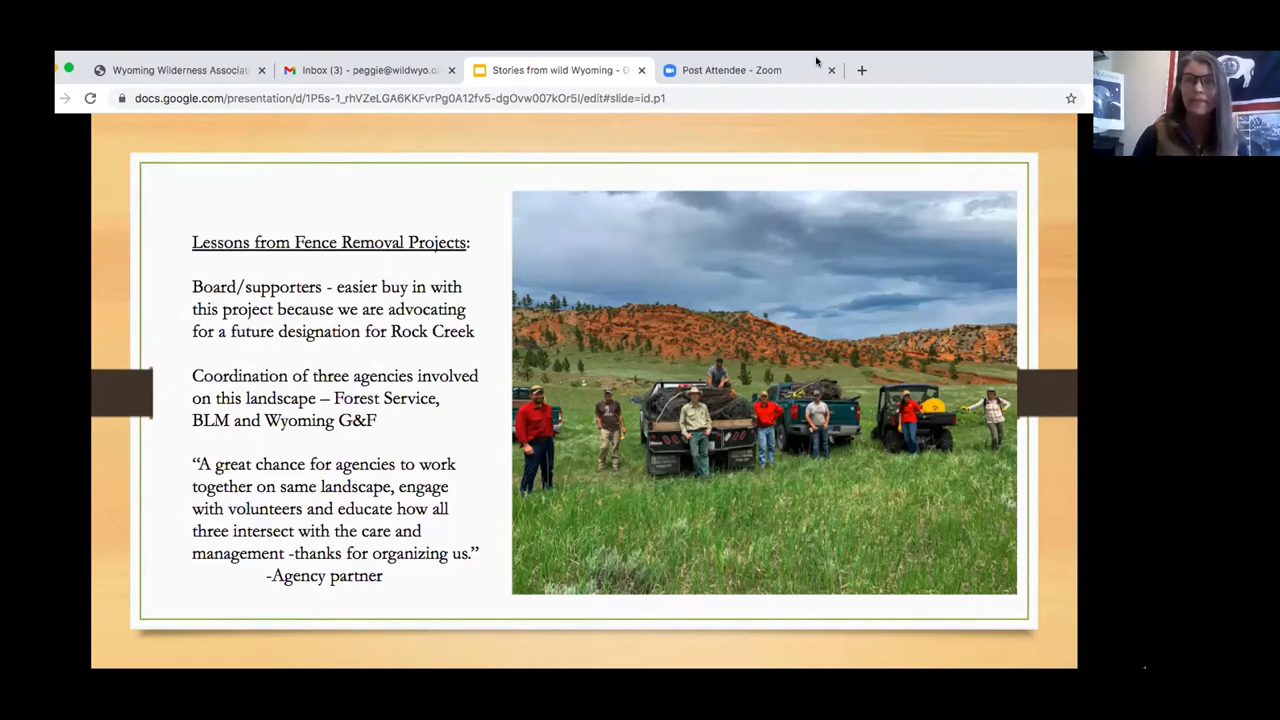 Wyoming Wilderness Associat
Inbox (3) - peggie@wildwyo.o
Stories from wild Wyoming - G
Post Attendee - Zoom
docs.google.com/presentation/d/1P5s-1_rhVZeLGA6KKFvrPg0A12fv5-dgOvw007kOr5I/edit#slide=id.p1
Lessons from Fence Removal Projects:
Board/supporters - easier buy in with
this project because we are advocating
for a future designation for Rock Creek
Coordination of three agencies involved
on this landscape – Forest Service,
BLM and Wyoming G&F
“A great chance for agencies to work
together on same landscape, engage
with volunteers and educate how all
three intersect with the care and
management -thanks for organizing us.”
-Agency partner